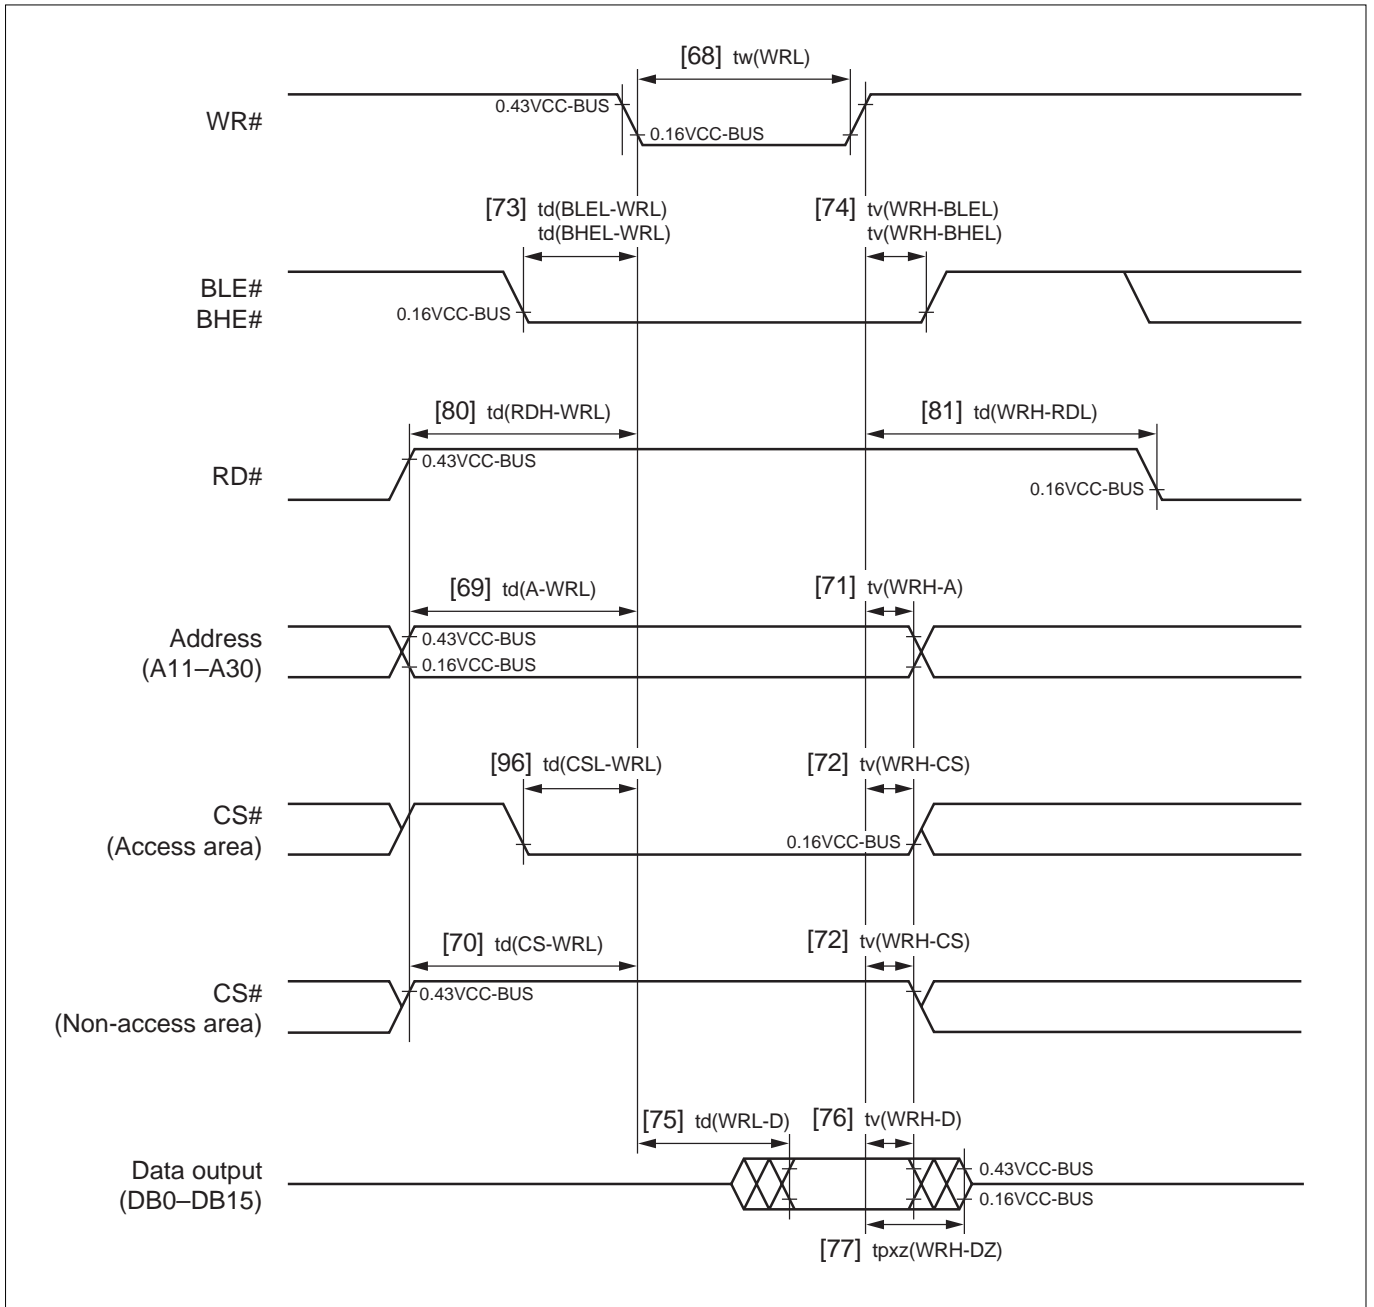 [68] tw(WRL)
WR#
0.43VCC-BUS
0.16VCC-BUS
[73] td(BLEL-WRL)
td(BHEL-WRL)
[74] tv(WRH-BLEL)
tv(WRH-BHEL)
BLE#
BHE#
0.16VCC-BUS
[80] td(RDH-WRL)
[81] td(WRH-RDL)
RD#
0.43VCC-BUS
0.16VCC-BUS
[69] td(A-WRL)
[71] tv(WRH-A)
Address
(A11–A30)
0.43VCC-BUS
0.16VCC-BUS
[96] td(CSL-WRL)
[72] tv(WRH-CS)
CS#
(Access area)
0.16VCC-BUS
[70] td(CS-WRL)
[72] tv(WRH-CS)
CS#
(Non-access area)
0.43VCC-BUS
[75] td(WRL-D)
[76] tv(WRH-D)
Data output
(DB0–DB15)
0.43VCC-BUS
0.16VCC-BUS
[77] tpxz(WRH-DZ)